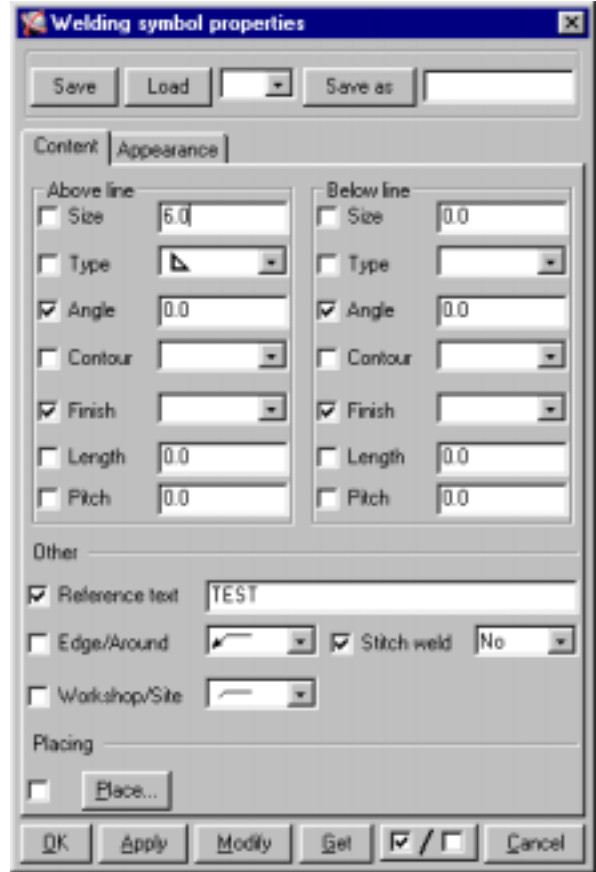 Welding symbol properties
Save Load Save as
Content Appearance
Above line Below line
Size 6.0 Size 0.0
Type Type
Angle 0.0 Angle 0.0
Contour Contour
Finish Finish
Length 0.0 Length 0.0
Pitch 0.0 Pitch 0.0
Other
Reference text TEST
Edge/Around Stitch weld No
Workshop/Site
Placing
Place...
OK Apply Modify Get / Cancel